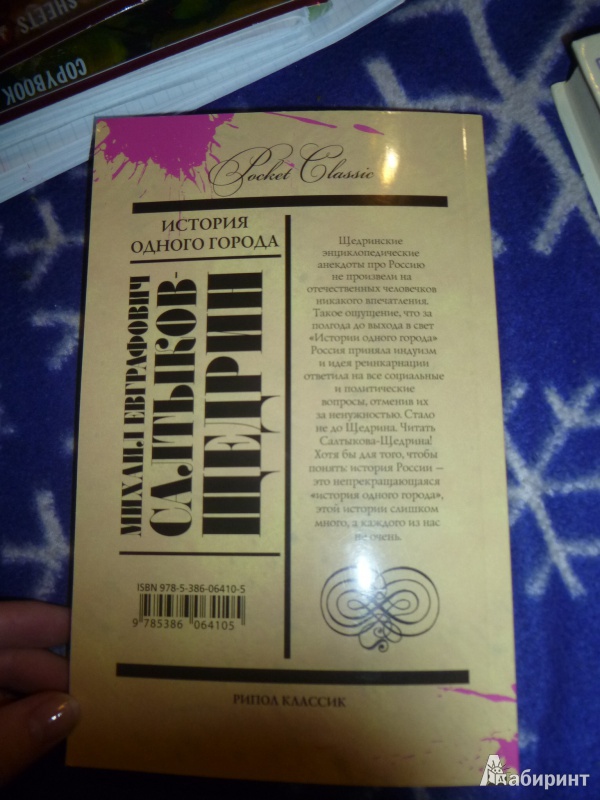 SHEETS
COPYBOOK
Pocket Classic
ИСТОРИЯ
ОДНОГО ГОРОДА
МИХАИЛ ЕВГРАФОВИЧ
САЛТЫКОВ-
ЩЕДРИН
Щедринские
энциклопедические
анекдоты про Россию
не произвели на
отечественных человечков
никакого впечатления.
Такое ощущение, что за
полгода до выхода в свет
«Истории одного города»
Россия приняла индуизм
и идея реинкарнации
ответила на все социальные
и политические
вопросы, отменив их
за ненужностью. Стало
не до Щедрина. Читать
Салтыкова-Щедрина!
Хотя бы для того, чтобы
понять: история России –
это непрекращающаяся
«история одного города»,
этой истории слишком
много, а каждого из нас
не очень.
ISBN 978-5-386-06410-5
9 785386 064105
РИПОЛ КЛАССИК
Лабиринт